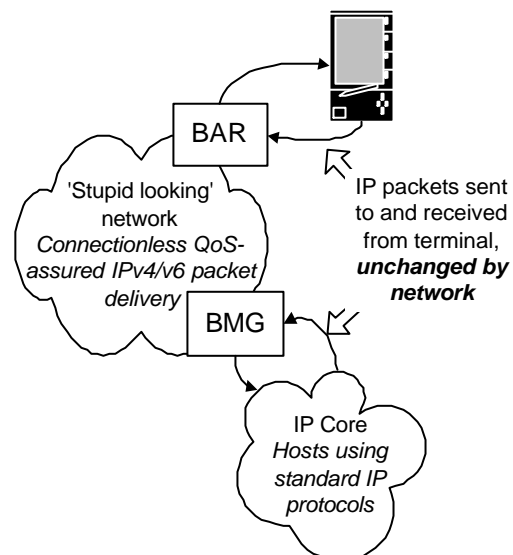 BAR
'Stupid looking'
network
Connectionless QoS-
assured IPv4/v6 packet
delivery
IP packets sent
to and received
from terminal,
unchanged by
network
BMG
IP Core
Hosts using
standard IP
protocols